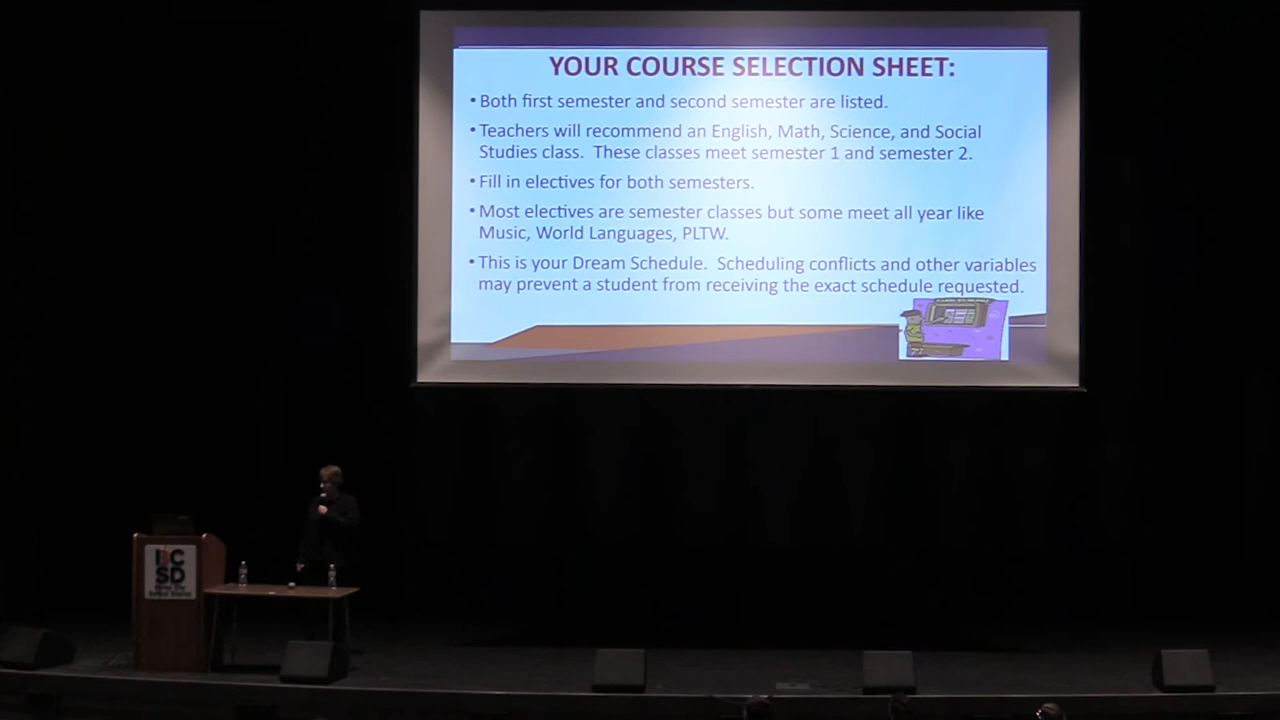 YOUR COURSE SELECTION SHEET:
• Both first semester and second semester are listed.
• Teachers will recommend an English, Math, Science, and Social
Studies class.  These classes meet semester 1 and semester 2.
• Fill in electives for both semesters.
• Most electives are semester classes but some meet all year like
Music, World Languages, PLTW.
• This is your Dream Schedule.  Scheduling conflicts and other variables
may prevent a student from receiving the exact schedule requested.
SD